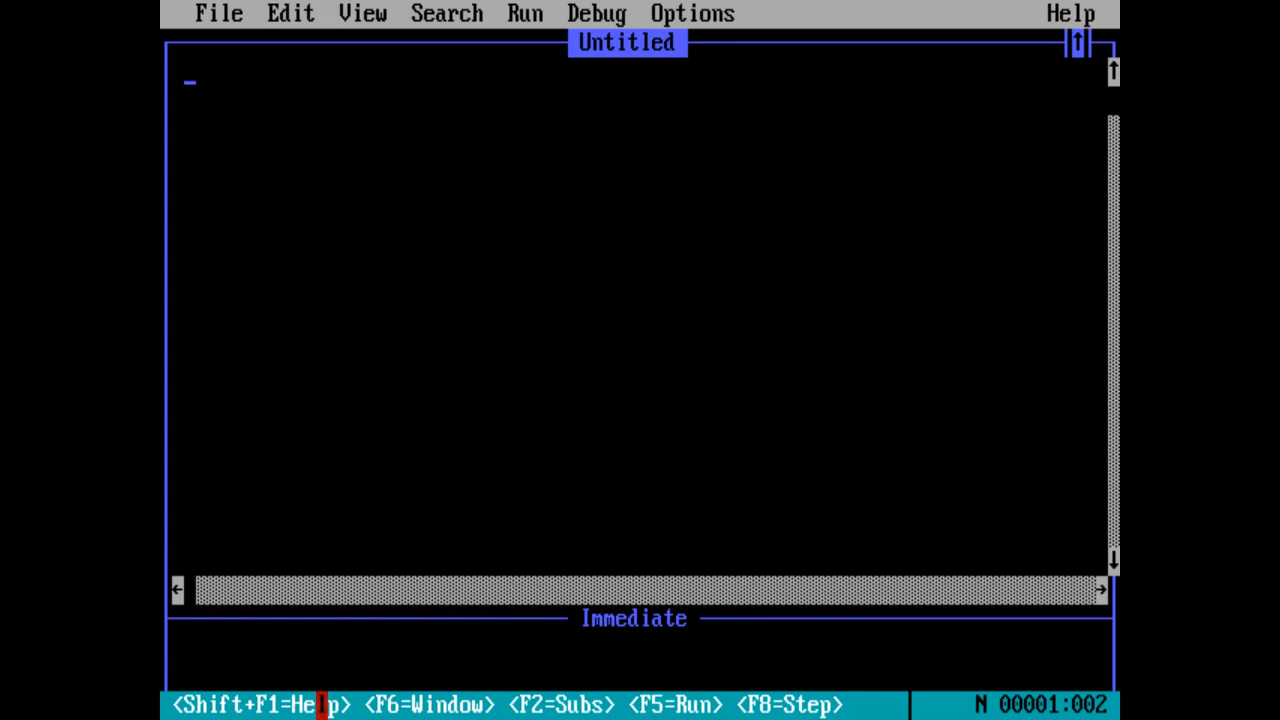 File Edit View Search Run Debug Options Help
Untitled
Immediate
<Shift+F1=Help> <F6=Window> <F2=Subs> <F5=Run> <F8=Step> N 00001:002